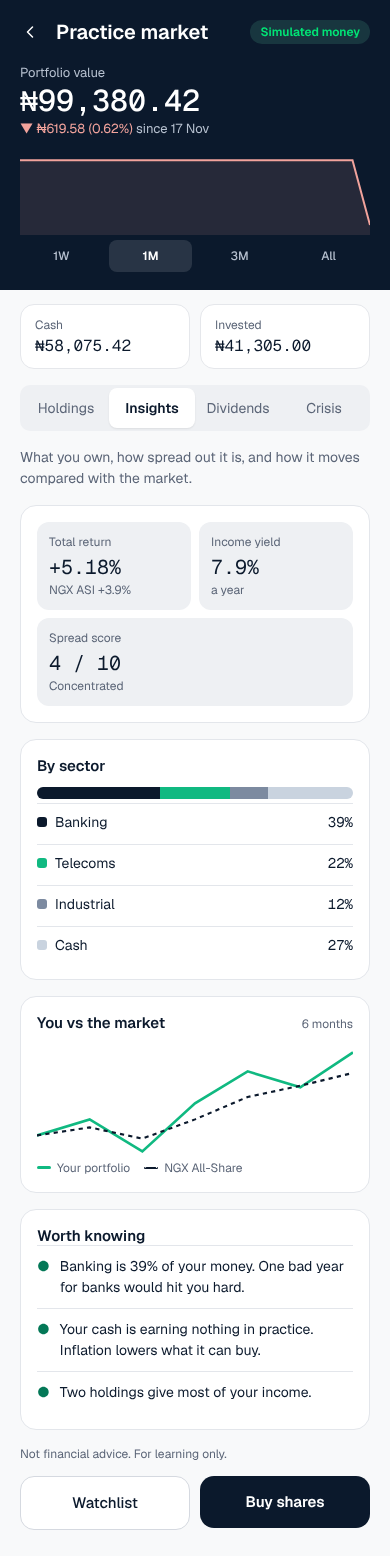 Practice market
Simulated money
Portfolio value
₦99,380.42
▼ ₦619.58 (0.62%) since 17 Nov
1W
1M
3M
All
Cash
₦58,075.42
Invested
₦41,305.00
Holdings
Insights
Dividends
Crisis
What you own, how spread out it is, and how it moves
compared with the market.
Total return
+5.18%
NGX ASI +3.9%
Income yield
7.9%
a year
Spread score
4 / 10
Concentrated
By sector
Banking 39%
Telecoms 22%
Industrial 12%
Cash 27%
You vs the market
6 months
Your portfolio
NGX All-Share
Worth knowing
Banking is 39% of your money. One bad year
for banks would hit you hard.
Your cash is earning nothing in practice.
Inflation lowers what it can buy.
Two holdings give most of your income.
Not financial advice. For learning only.
Watchlist
Buy shares